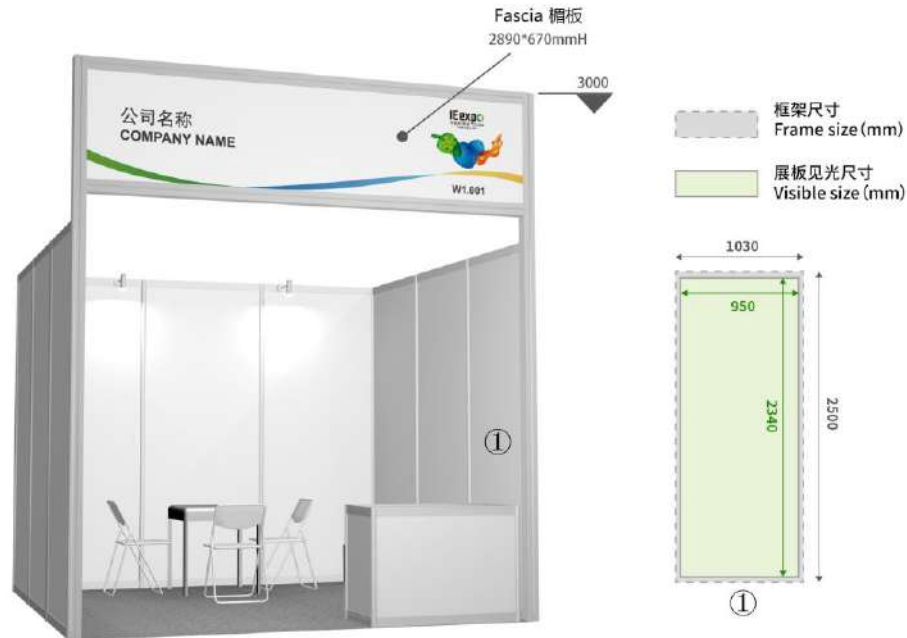 Fascia 楣板
2890*670mmH
3000
公司名称
COMPANY NAME
IEexpo
W1.001
框架尺寸
Frame size (mm)
展板见光尺寸
Visible size (mm)
1030
950
2340
2500
①
①